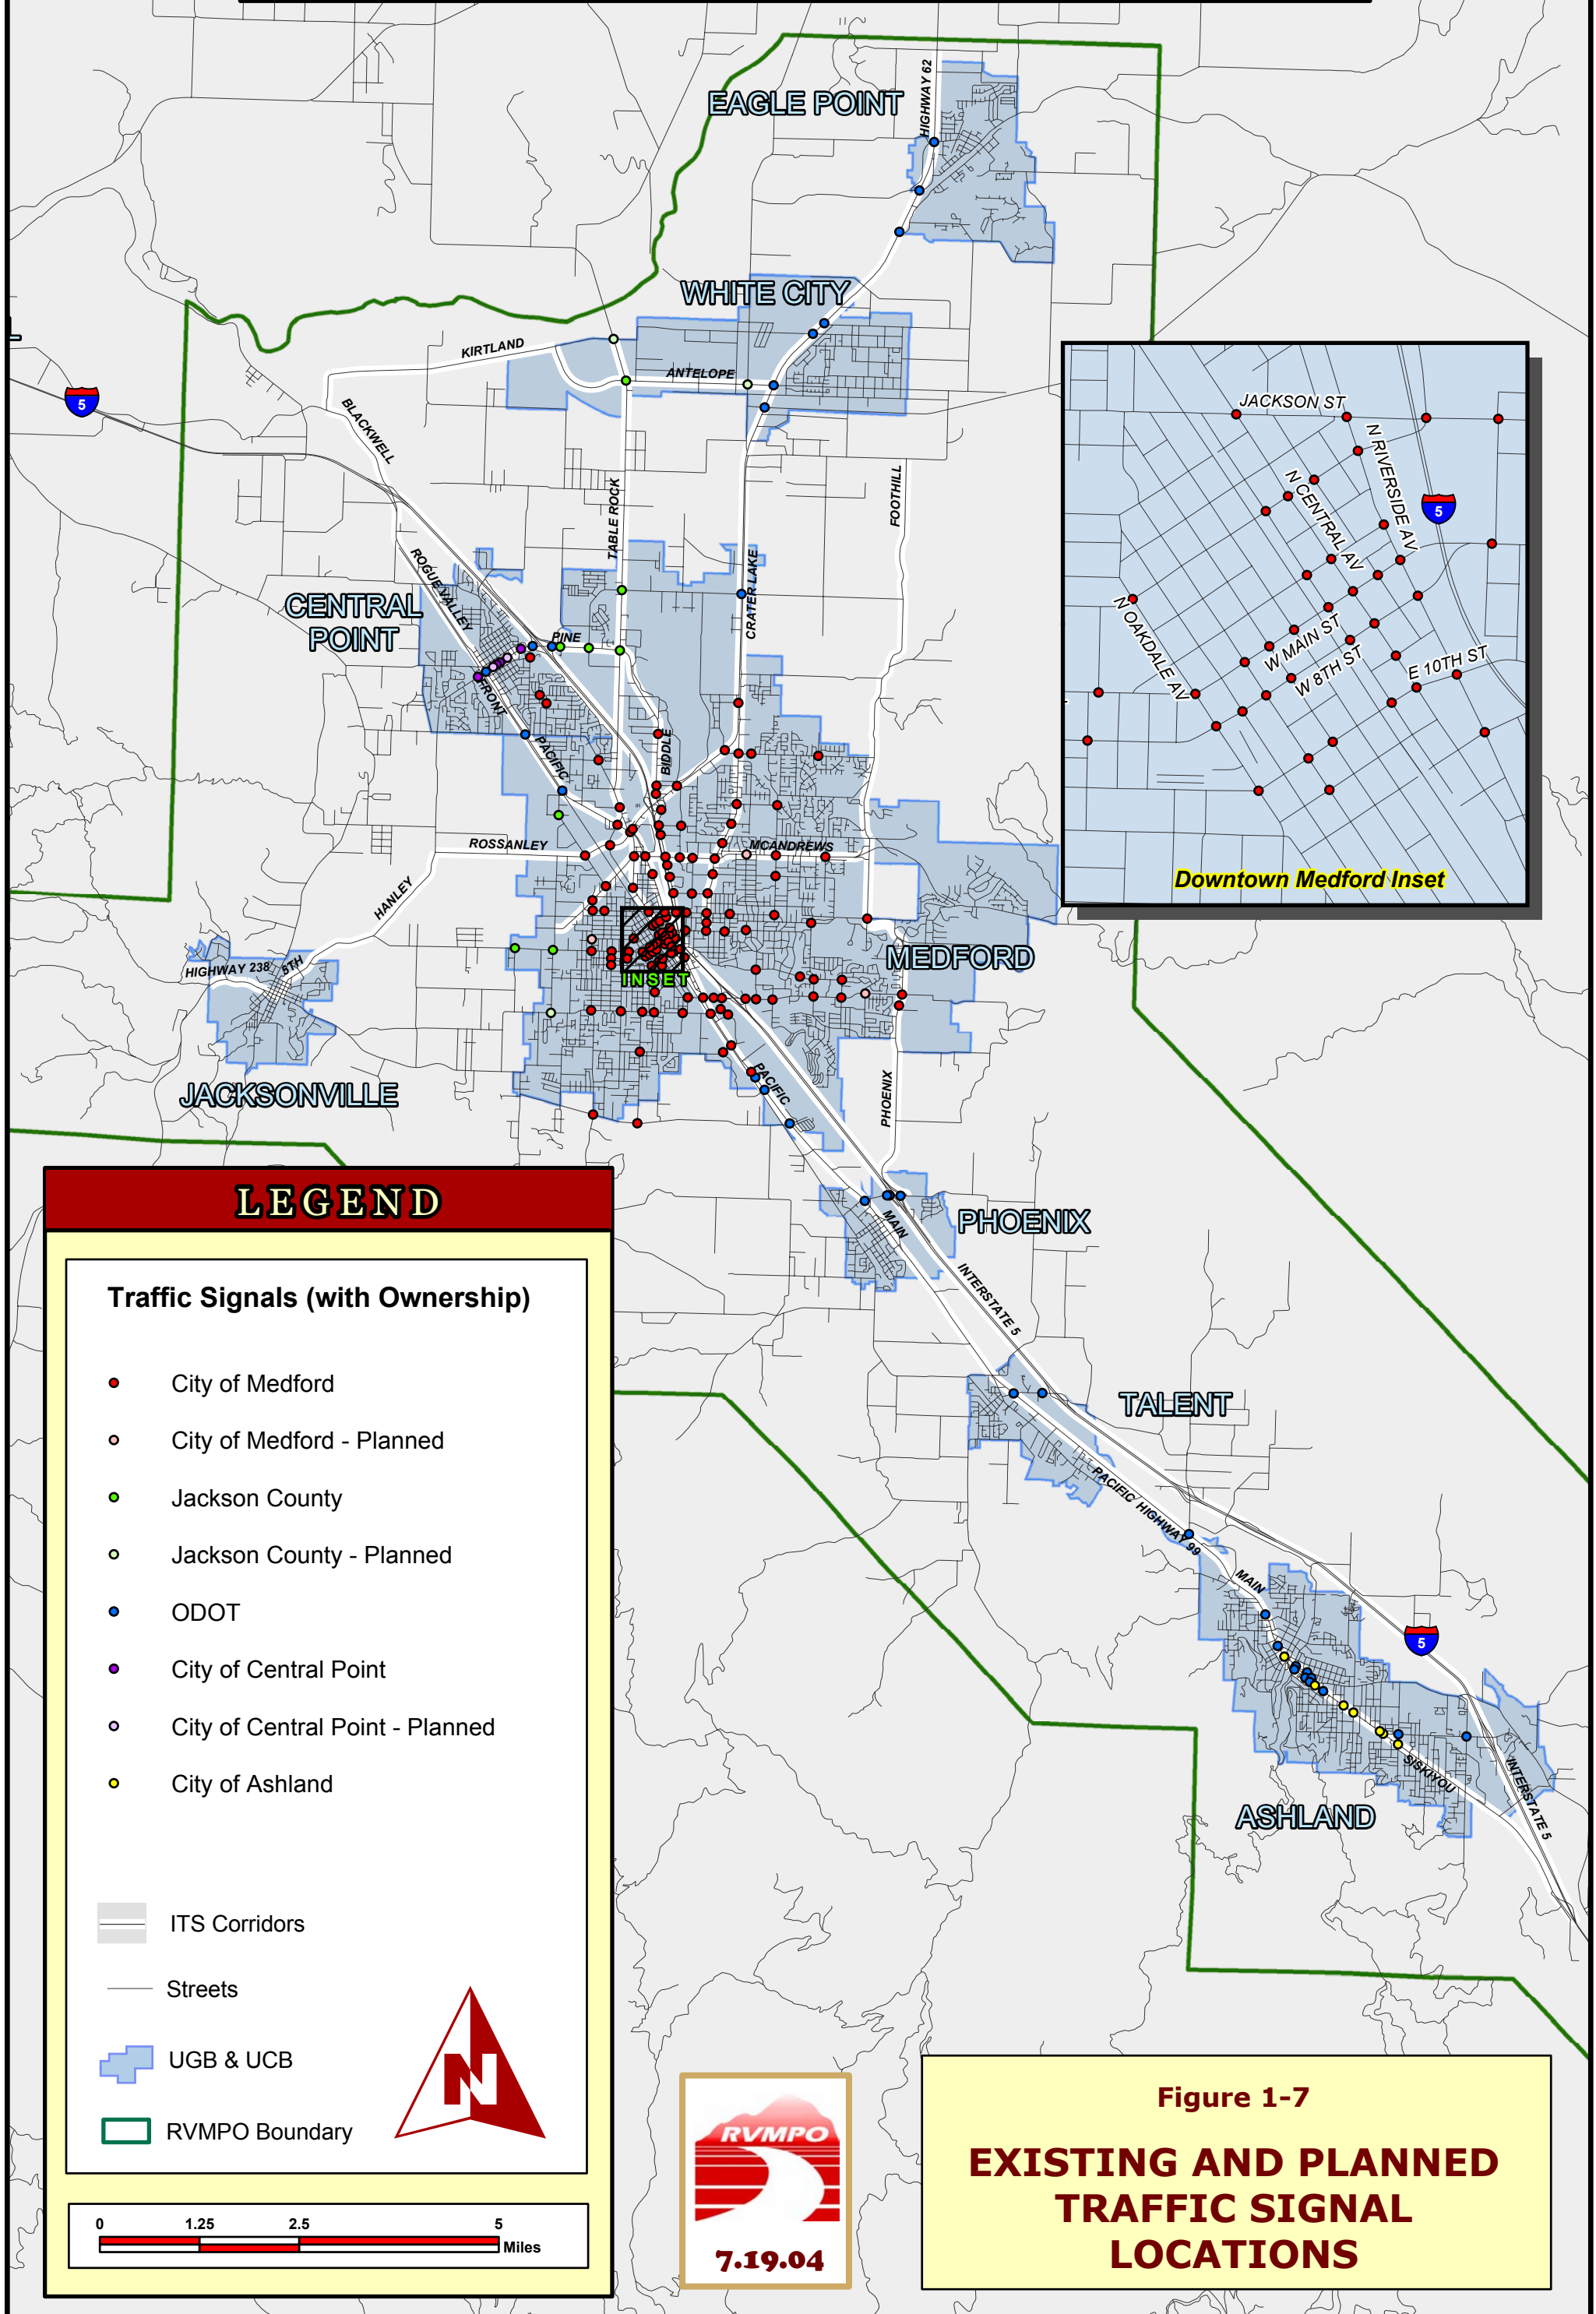 HIGHWAY 62
EAGLE POINT
WHITE CITY
KIRTLAND
ANTELOPE
5
BLACKWELL
TABLE ROCK
FOOTHILL
CRATER LAKE
ROGUE VALLEY
CENTRAL
POINT
PINE
FRONT
PACIFIC
BIDDLE
ROSSANLEY
MCANDREWS
HANLEY
MEDFORD
HIGHWAY 238
5TH
INSET
JACKSONVILLE
PACIFIC
PHOENIX
PHOENIX
MAIN
INTERSTATE 5
TALENT
PACIFIC HIGHWAY 99
MAIN
5
SISKIYOU
INTERSTATE 5
ASHLAND
JACKSON ST
N RIVERSIDE AV
N CENTRAL AV
5
N OAKDALE AV
W MAIN ST
W 8TH ST
E 10TH ST
Downtown Medford Inset
LEGEND
Traffic Signals (with Ownership)
City of Medford
City of Medford - Planned
Jackson County
Jackson County - Planned
ODOT
City of Central Point
City of Central Point - Planned
City of Ashland
ITS Corridors
Streets
UGB & UCB
RVMPO Boundary
N
0 1.25 2.5 5
Miles
RVMPO
7.19.04
Figure 1-7
EXISTING AND PLANNED
TRAFFIC SIGNAL
LOCATIONS